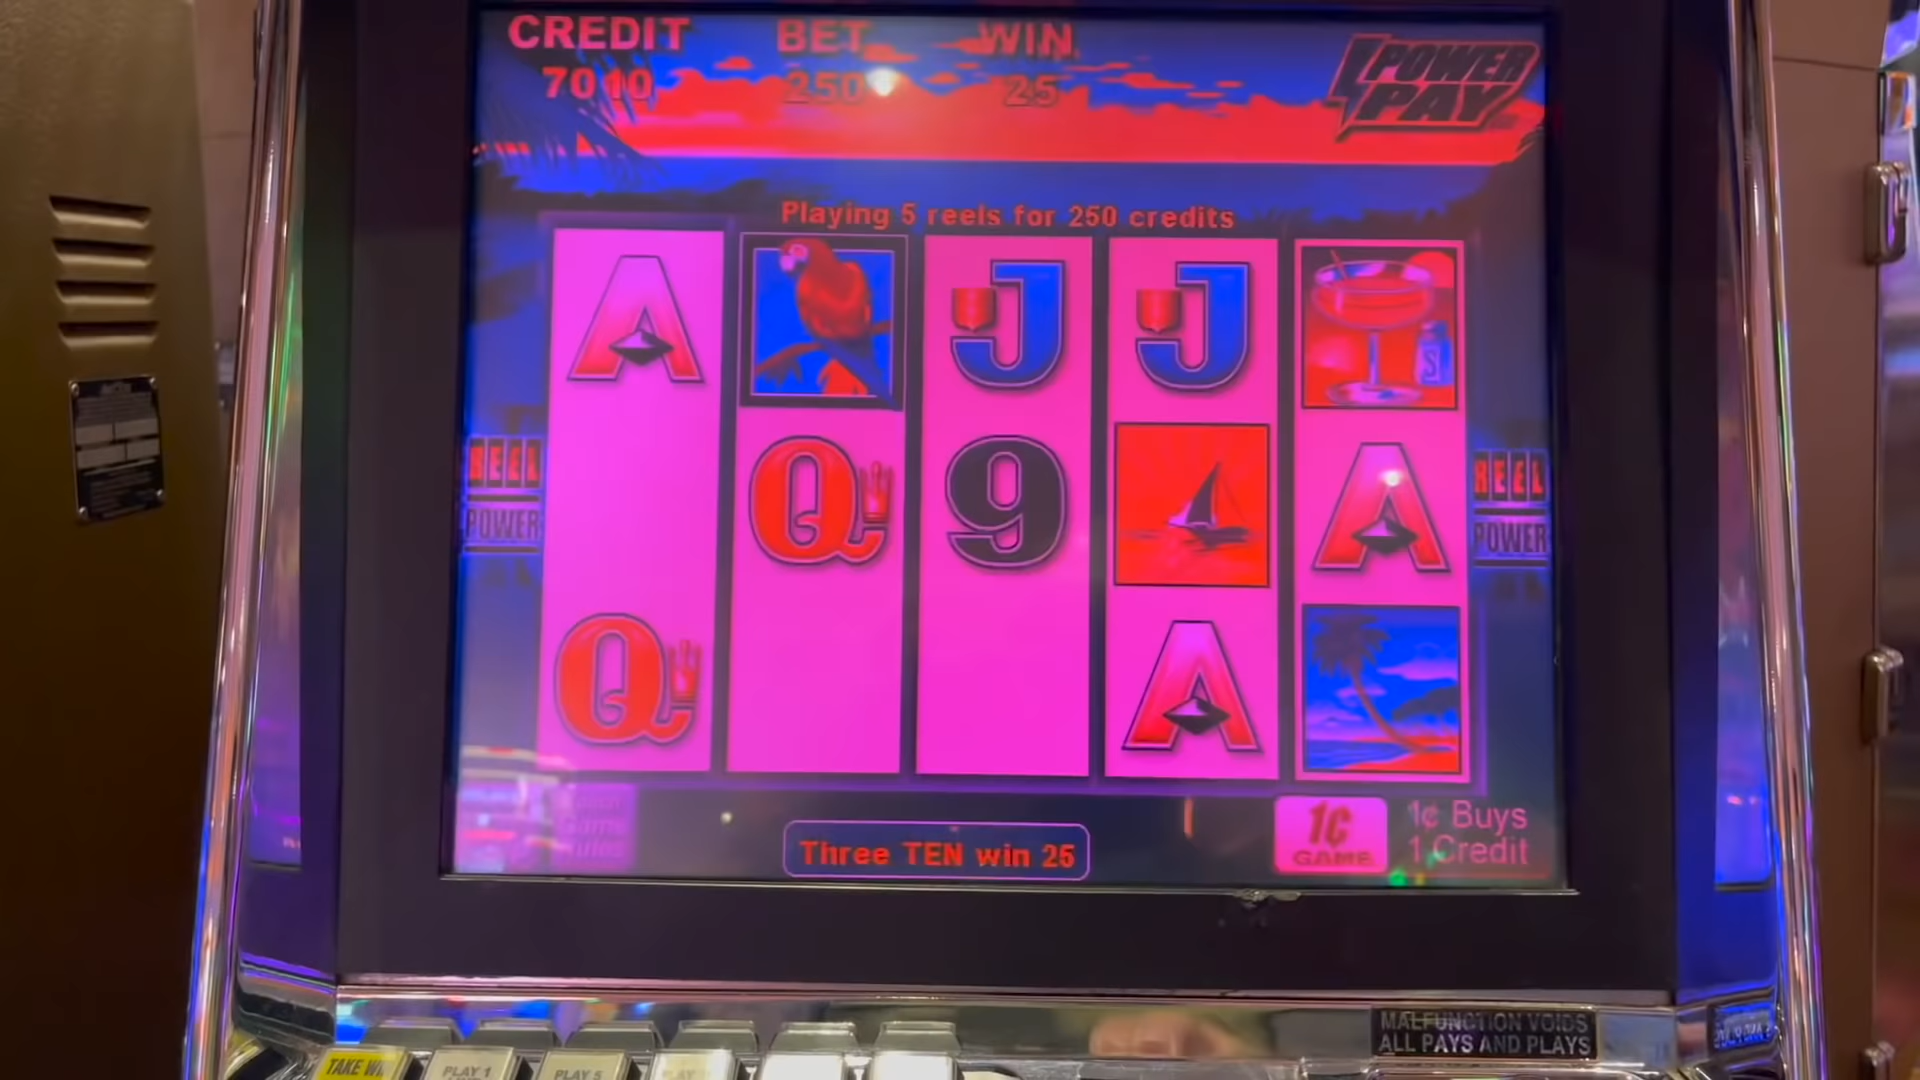 CREDIT
BET
WIN
7010
250
25
POWER
PAY
Playing 5 reels for 250 credits
A
J
J
REEL
POWER
Q
9
A
REEL
POWER
Q
A
Three TEN win 25
1¢
GAME
1¢ Buys
1 Credit
MALFUNCTION VOIDS
ALL PAYS AND PLAYS
TAKE WIN
PLAY 1
PLAY 5